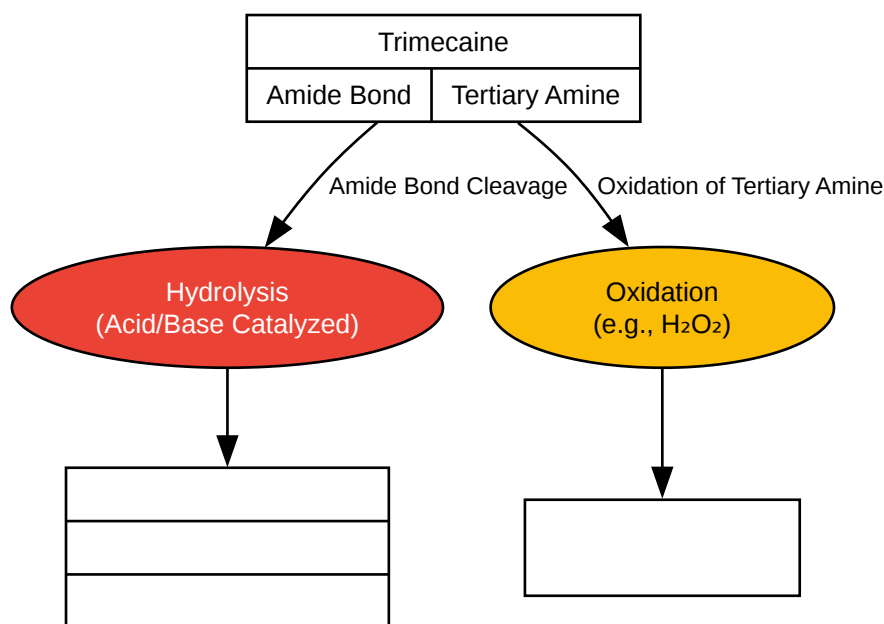 Trimecaine
Amide Bond
Tertiary Amine
Amide Bond Cleavage
Oxidation of Tertiary Amine
Hydrolysis
(Acid/Base Catalyzed)
Oxidation
(e.g., H₂O₂)